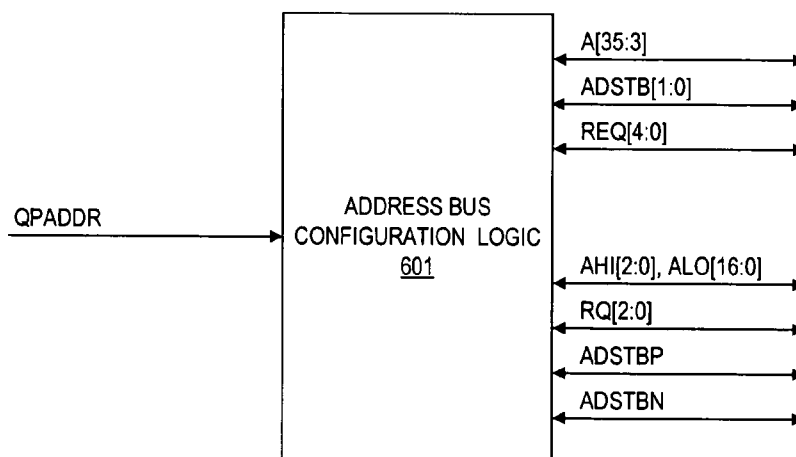 A[35:3]
ADSTB[1:0]
REQ[4:0]
QPADDR
ADDRESS BUS
CONFIGURATION LOGIC
601
AHI[2:0], ALO[16:0]
RQ[2:0]
ADSTBP
ADSTBN